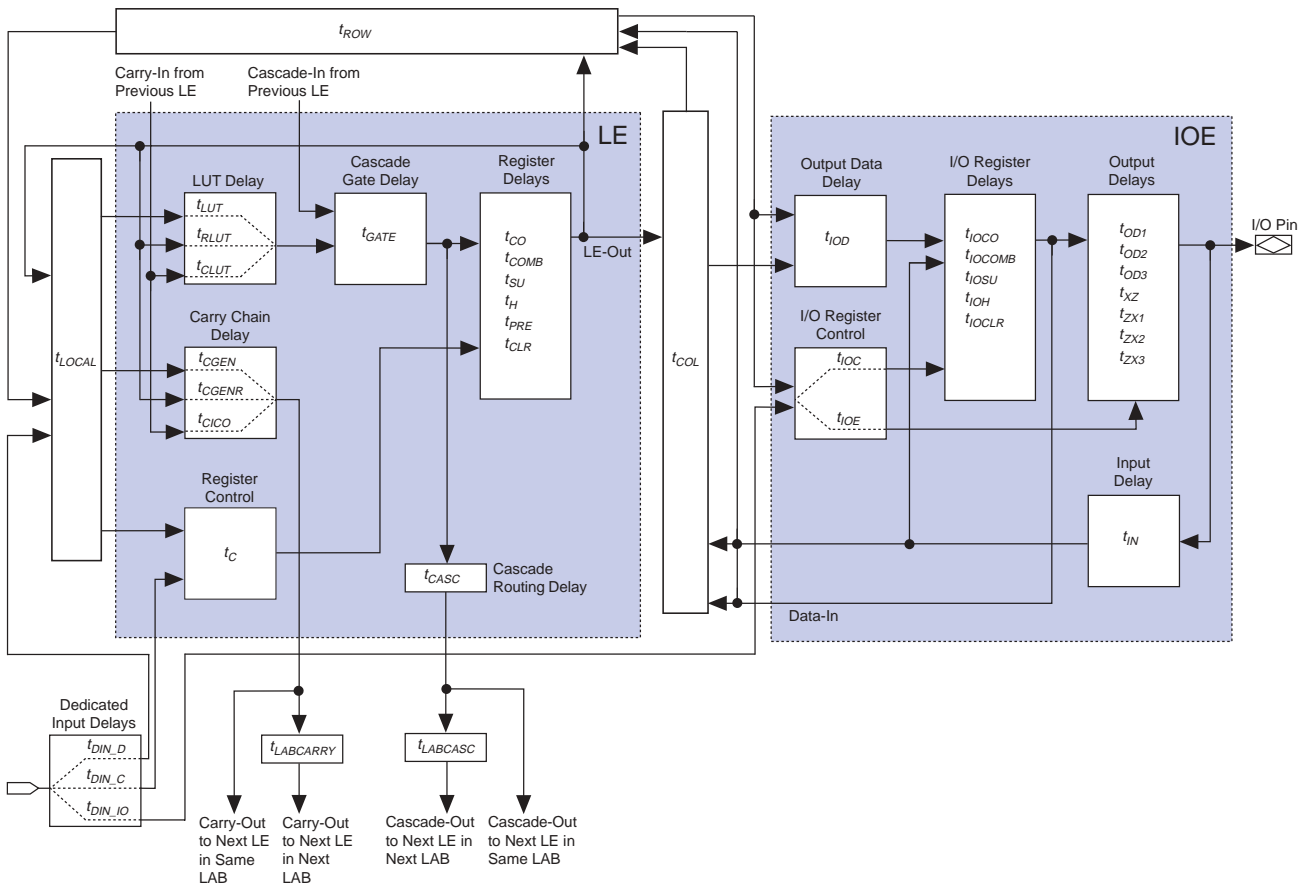 tROW
Carry-In from
Previous LE
Cascade-In from
Previous LE
LE
IOE
LUT Delay
Cascade
Gate Delay
Register
Delays
Output Data
Delay
I/O Register
Delays
Output
Delays
I/O Pin
tLUT
tRLUT
tCLUT
tGATE
tCO
tCOMB
tSU
tH
tPRE
tCLR
LE-Out
tIOD
tIOCO
tIOCOMB
tIOSU
tIOH
tIOCLR
tOD1
tOD2
tOD3
tXZ
tZX1
tZX2
tZX3
Carry Chain
Delay
I/O Register
Control
tLOCAL
tCGEN
tCGENR
tCICO
tCOL
tIOC
tIOE
Register
Control
tC
Input
Delay
tIN
tCASC
Cascade
Routing Delay
Data-In
Dedicated
Input Delays
tDIN_D
tDIN_C
tDIN_IO
tLABCARRY
tLABCASC
Carry-Out
to Next LE
in Same
LAB
Carry-Out
to Next LE
in Next
LAB
Cascade-Out
to Next LE in
Next LAB
Cascade-Out
to Next LE in
Same LAB